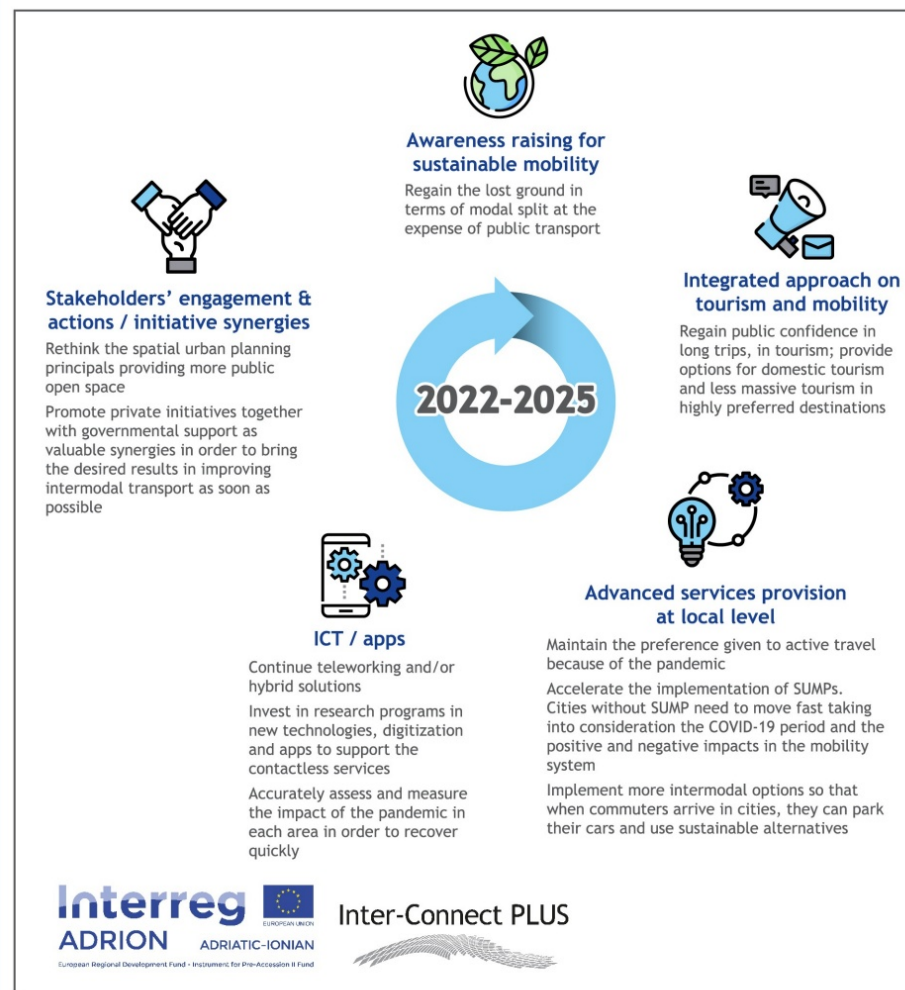 Awareness raising for
sustainable mobility
Regain the lost ground in
terms of modal split at the
expense of public transport
Integrated approach on
tourism and mobility
Regain public confidence in
long trips, in tourism; provide
options for domestic tourism
and less massive tourism in
highly preferred destinations
Advanced services provision
at local level
Maintain the preference given to active travel
because of the pandemic
Accelerate the implementation of SUMPs.
Cities without SUMP need to move fast taking
into consideration the COVID-19 period and the
positive and negative impacts in the mobility
system
Implement more intermodal options so that
when commuters arrive in cities, they can park
their cars and use sustainable alternatives
ICT / apps
Continue teleworking and/or
hybrid solutions
Invest in research programs in
new technologies, digitization
and apps to support the
contactless services
Accurately assess and measure
the impact of the pandemic in
each area in order to recover
quickly
Stakeholders' engagement &
actions / initiative synergies
Rethink the spatial urban planning
principals providing more public
open space
Promote private initiatives together
with governmental support as
valuable synergies in order to bring
the desired results in improving
intermodal transport as soon as
possible
2022-2025
Interreg
EUROPEAN UNION
ADRION ADRIATIC-IONIAN
European Regional Development Fund - Instrument for Pre-Accession II Fund
Inter-Connect PLUS